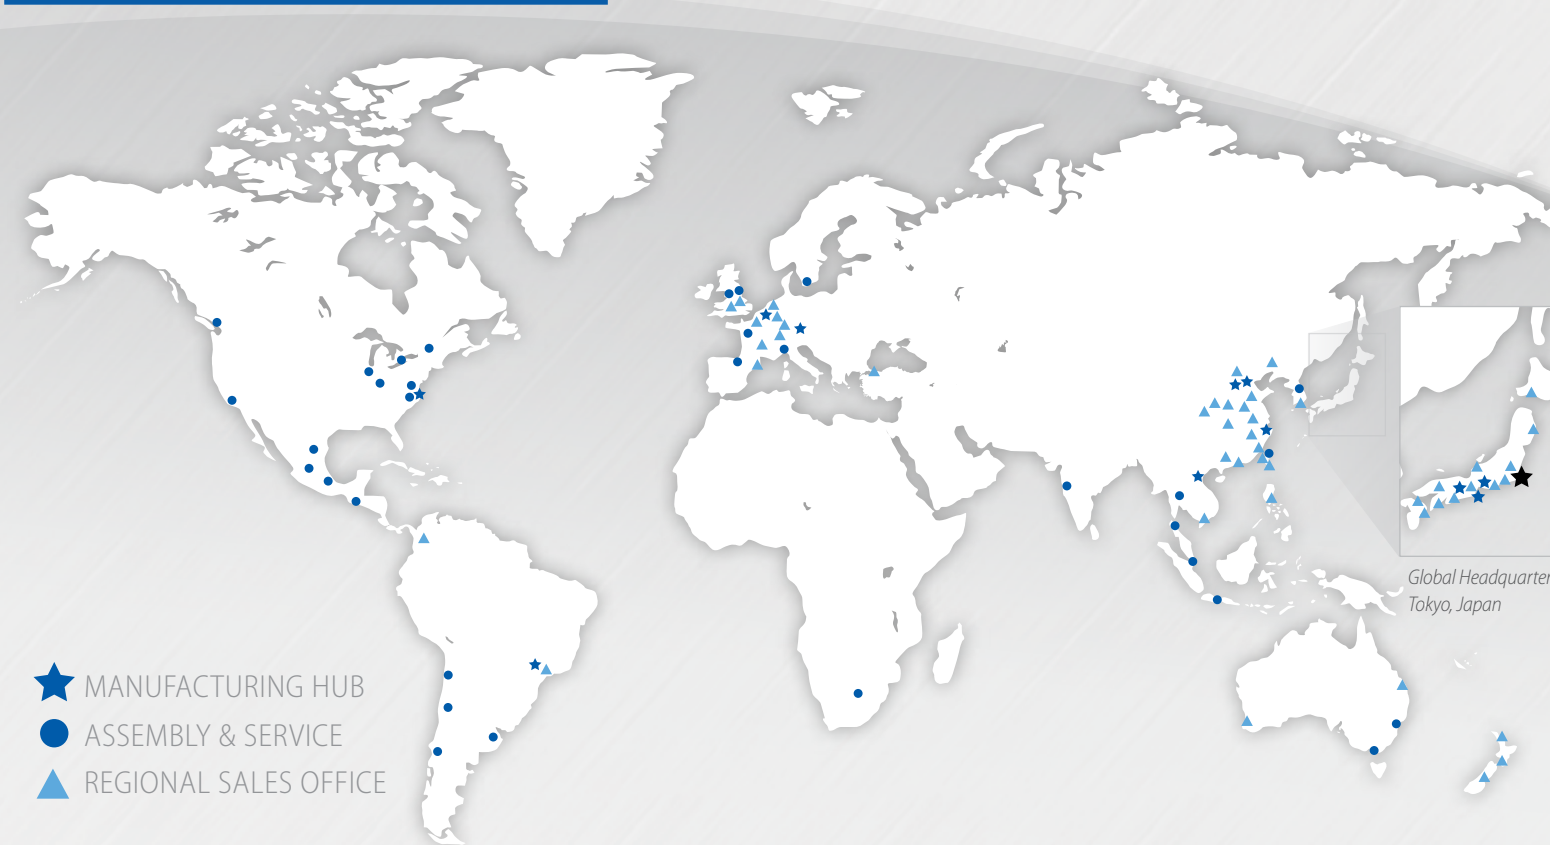 MANUFACTURING HUB
ASSEMBLY & SERVICE
REGIONAL SALES OFFICE
Global Headquarter
Tokyo, Japan